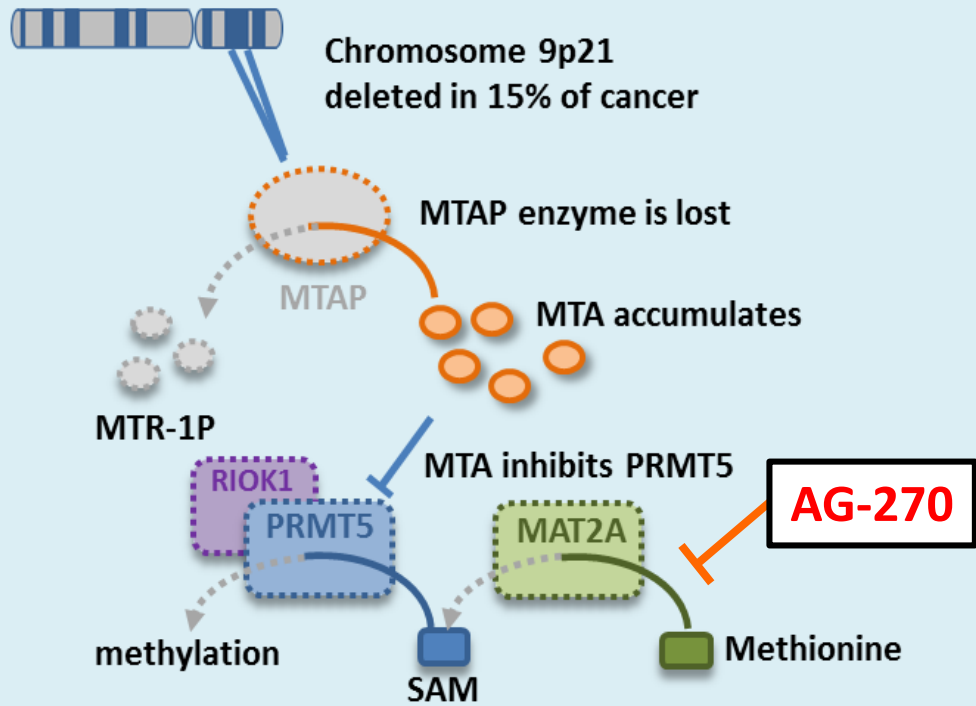 Chromosome 9p21
deleted in 15% of cancer
MTAP enzyme is lost
MTAP
MTA accumulates
MTR-1P
MTA inhibits PRMT5
RIOK1
AG-270
PRMT5
MAT2A
methylation
Methionine
SAM